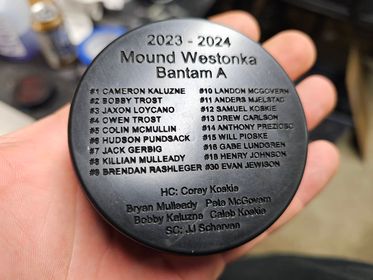 2023 - 2024
Mound Westonka
Bantam A
#1 CAMERON KALUZNE
#2 BOBBY TROST
#3 JAXON LOYCANO
#4 OWEN TROST
#5 COLIN MCMULLIN
#6 HUDSON PUNDSACK
#7 JACK GERBIG
#8 KILLIAN MULLEADY
#9 BRENDAN RASHLEGER
#10 LANDON MCGOVERN
#11 ANDERS MJELSTAD
#12 SAMUEL KOSKIE
#13 DREW CARLSON
#14 ANTHONY PREZIOSO
#15 WILL PIOSKE
#16 GABE LUNDGREN
#18 HENRY JOHNSON
#30 EVAN JEWISON
HC: Corey Koskie
Bryan Mulleady Pete McGovern
Bobby Kaluzne Caleb Koskie
SC: JJ Scharvan